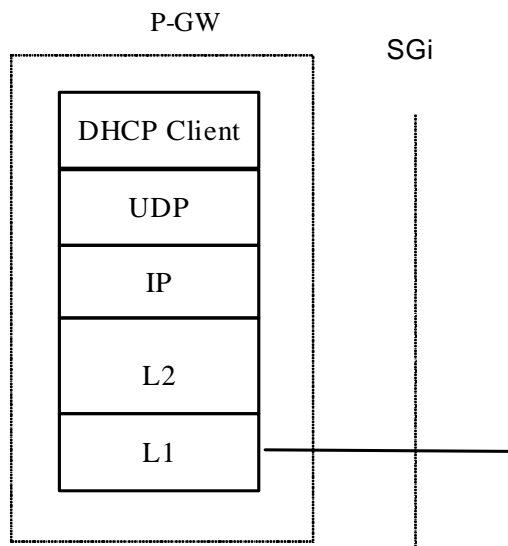 P-GW
SGi
DHCP Client
UDP
IP
L2
L1